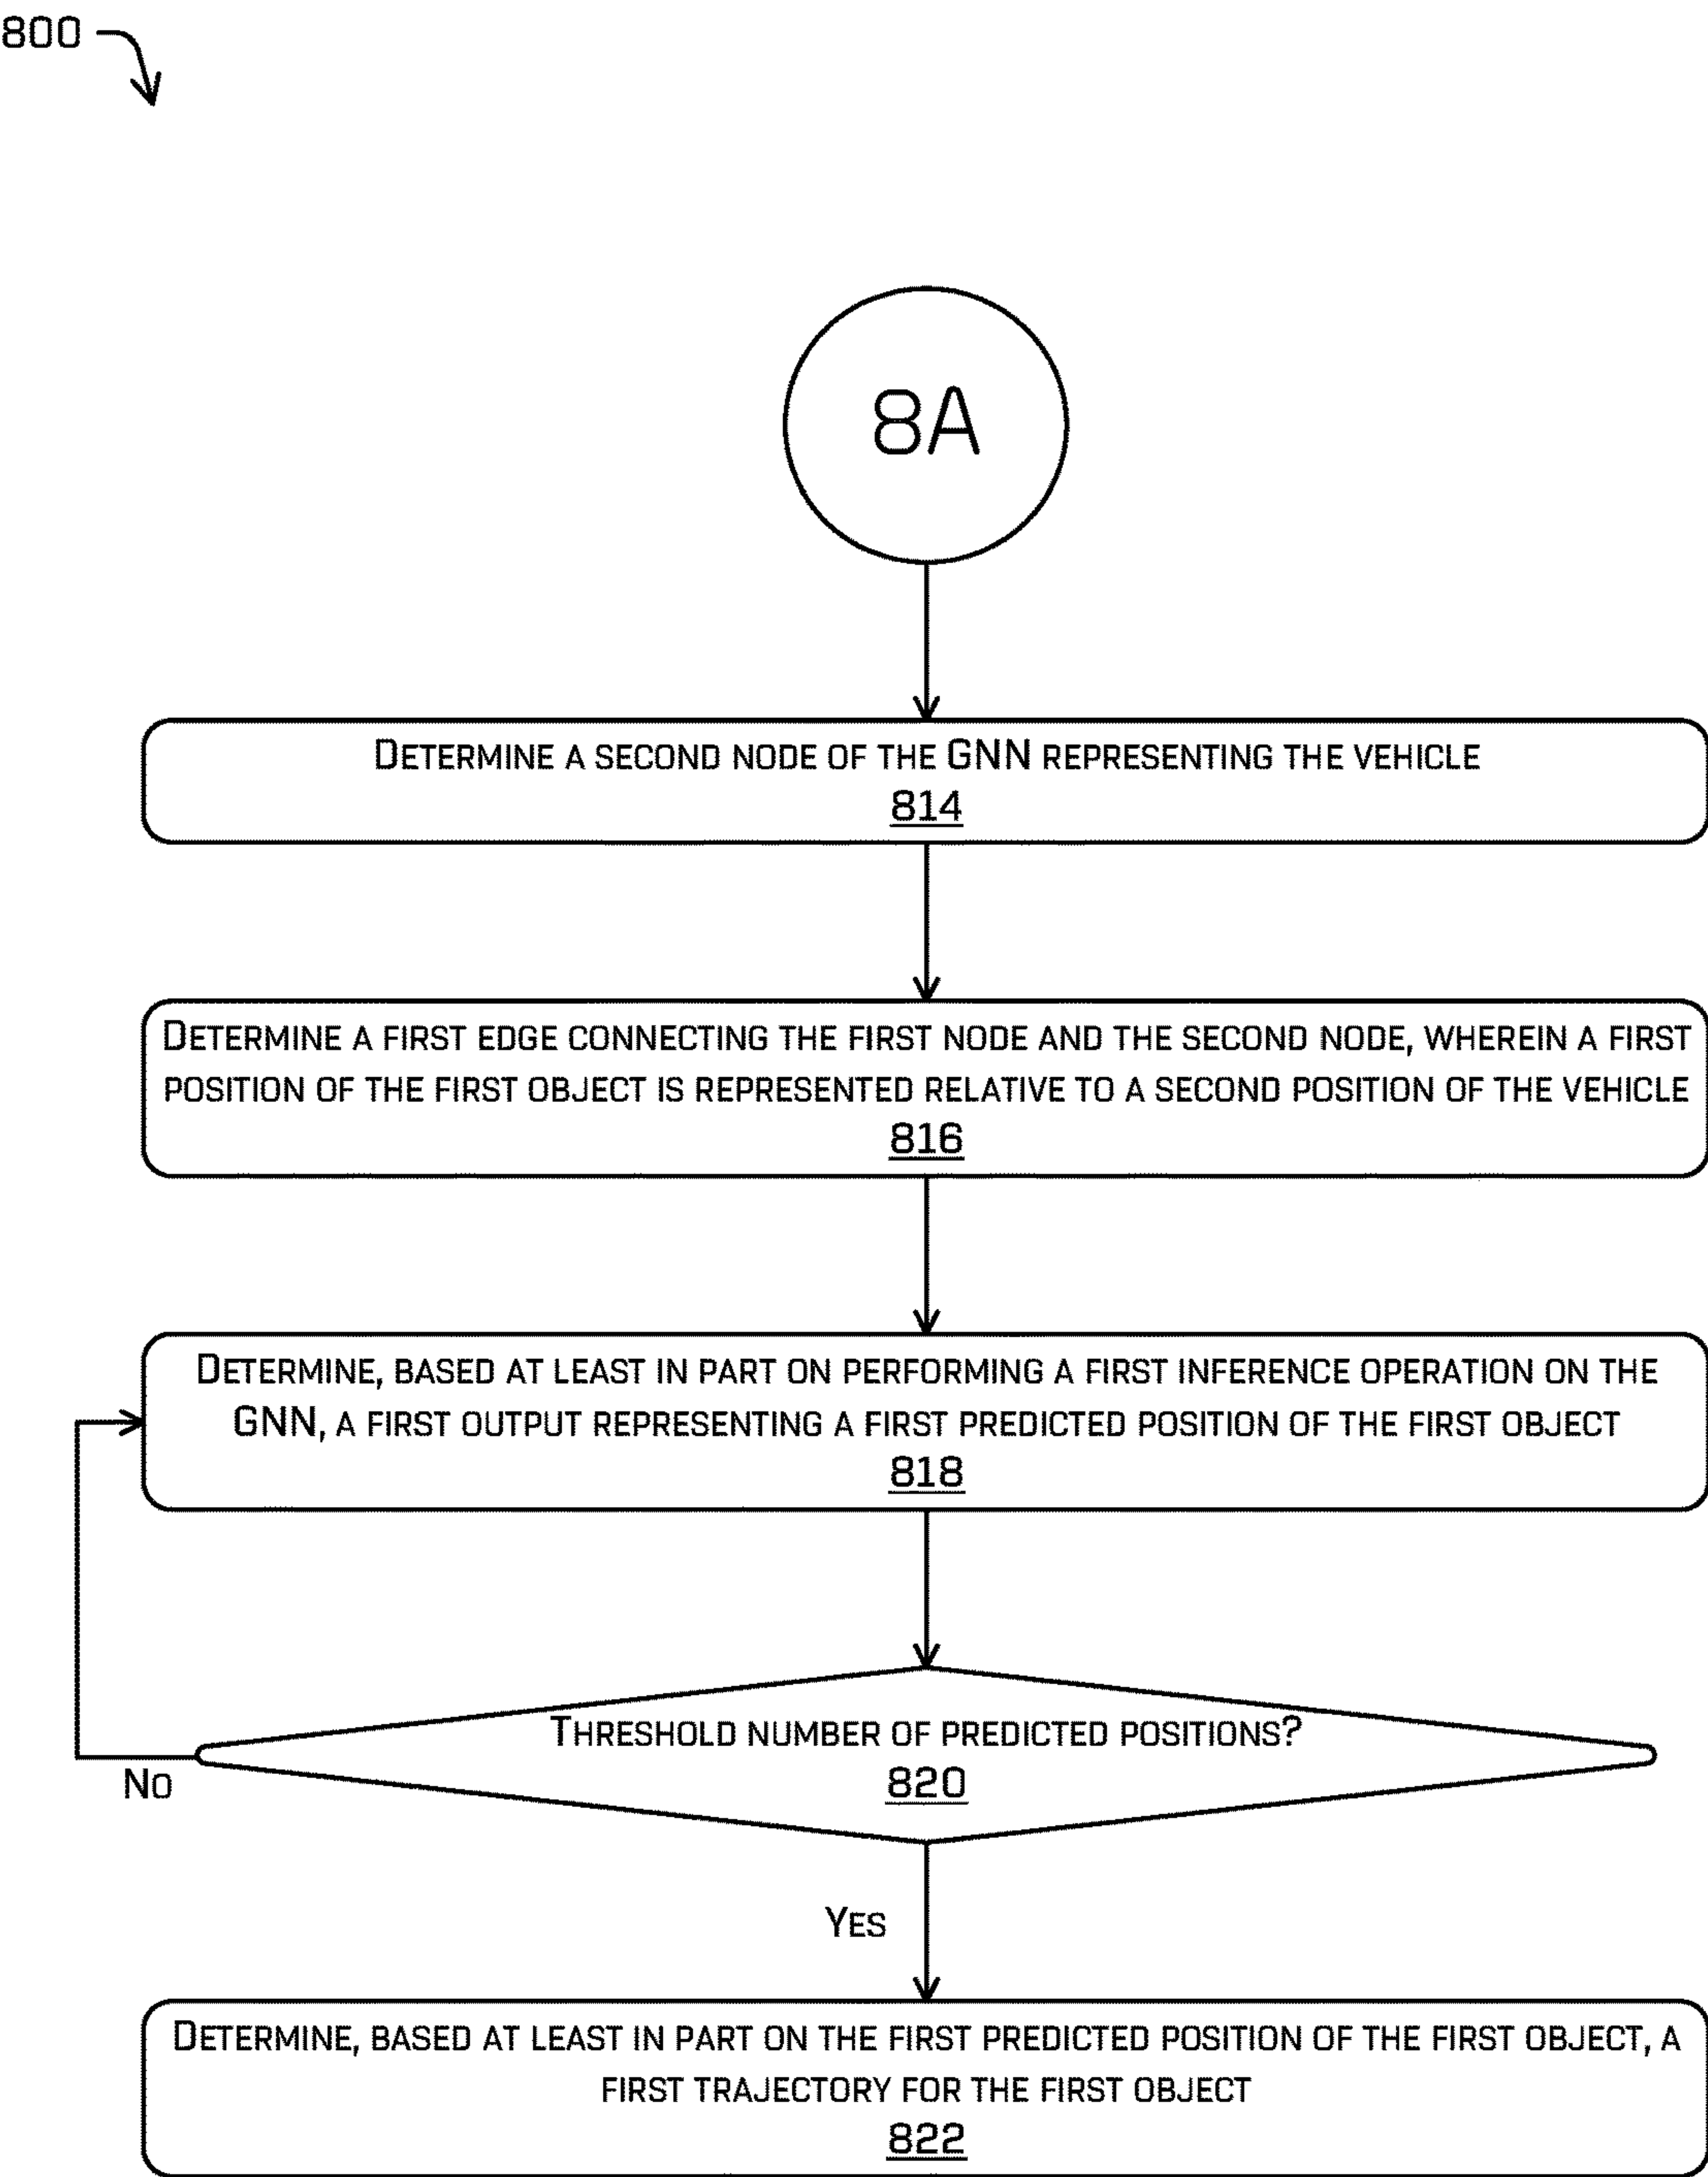 800
8A
DETERMINE A SECOND NODE OF THE GNN REPRESENTING THE VEHICLE
814
DETERMINE A FIRST EDGE CONNECTING THE FIRST NODE AND THE SECOND NODE, WHEREIN A FIRST
POSITION OF THE FIRST OBJECT IS REPRESENTED RELATIVE TO A SECOND POSITION OF THE VEHICLE
816
DETERMINE, BASED AT LEAST IN PART ON PERFORMING A FIRST INFERENCE OPERATION ON THE
GNN, A FIRST OUTPUT REPRESENTING A FIRST PREDICTED POSITION OF THE FIRST OBJECT
818
THRESHOLD NUMBER OF PREDICTED POSITIONS?
820
NO
YES
DETERMINE, BASED AT LEAST IN PART ON THE FIRST PREDICTED POSITION OF THE FIRST OBJECT, A
FIRST TRAJECTORY FOR THE FIRST OBJECT
822